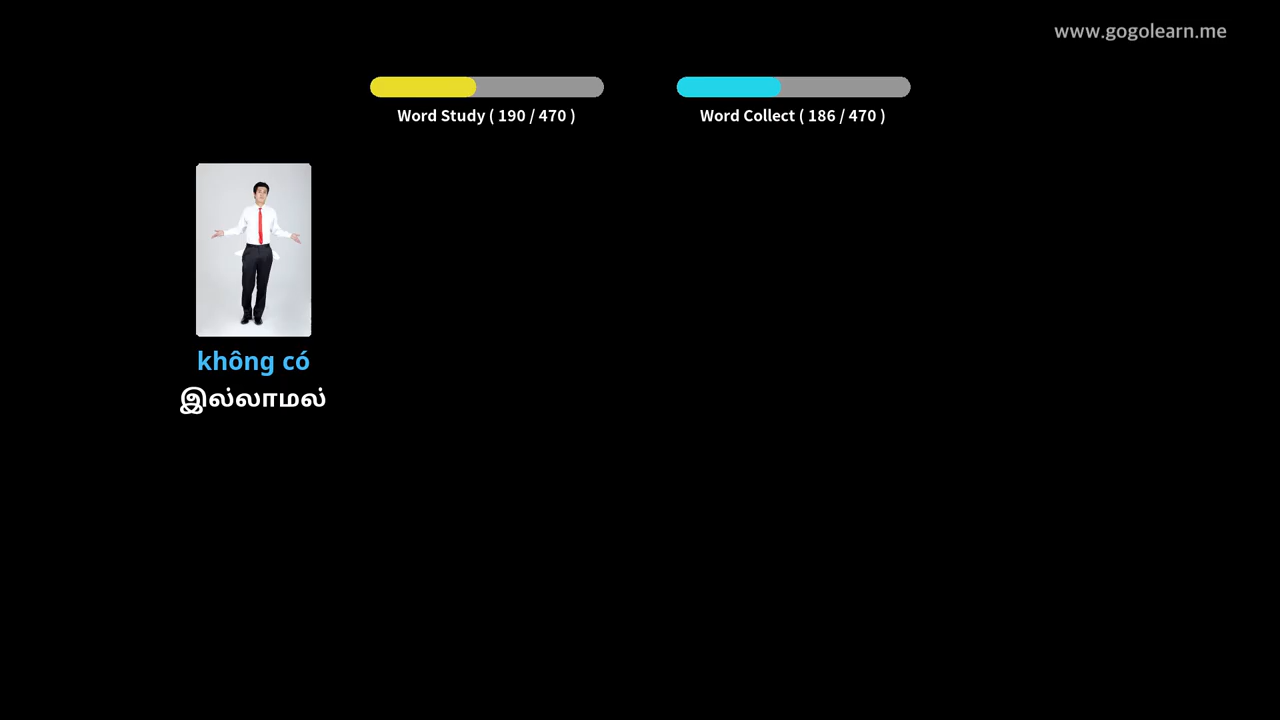 www.gogolearn.me
Word Study ( 190 / 470 )
Word Collect ( 186 / 470 )
không có
இல்லாமல்